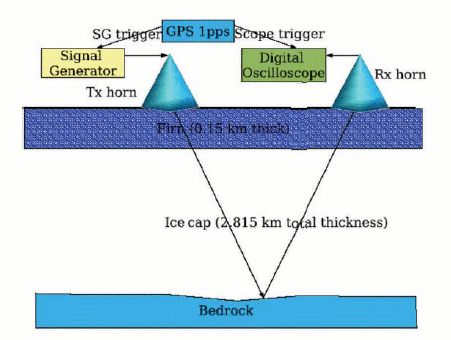 GPS 1pps
SG trigger
Scope trigger
Signal
Generator
Digital
Oscilloscope
Tx horn
Rx horn
Firn (0.15 km thick)
Ice cap (2.815 km total thickness)
Bedrock